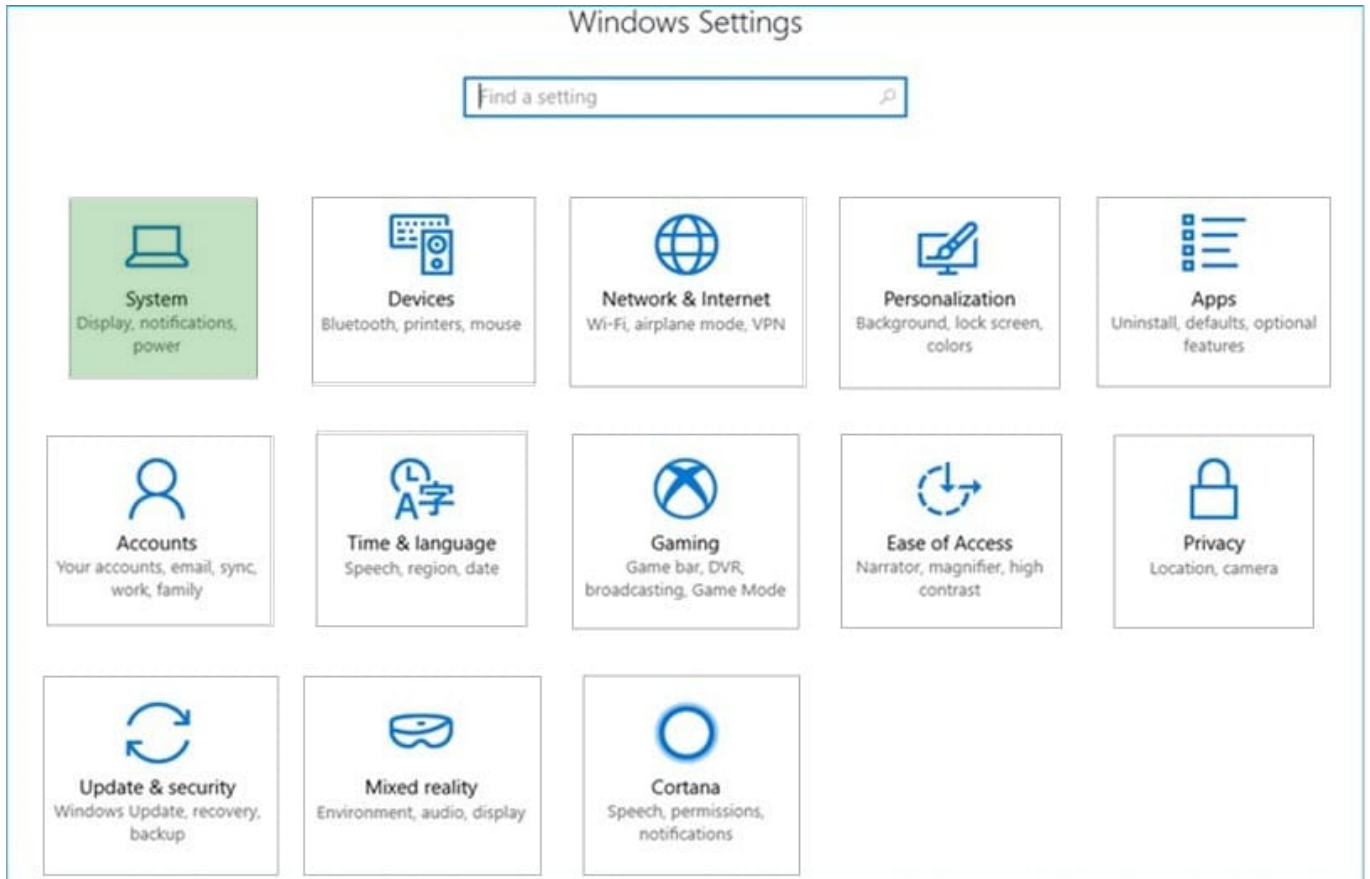 Windows Settings
Find a setting
System
Display, notifications,
power
Devices
Bluetooth, printers, mouse
Network & Internet
Wi-Fi, airplane mode, VPN
Personalization
Background, lock screen,
colors
Apps
Uninstall, defaults, optional
features
Accounts
Your accounts, email, sync,
work, family
Time & language
Speech, region, date
Gaming
Game bar, DVR,
broadcasting, Game Mode
Ease of Access
Narrator, magnifier, high
contrast
Privacy
Location, camera
Update & security
Windows Update, recovery,
backup
Mixed reality
Environment, audio, display
Cortana
Speech, permissions,
notifications